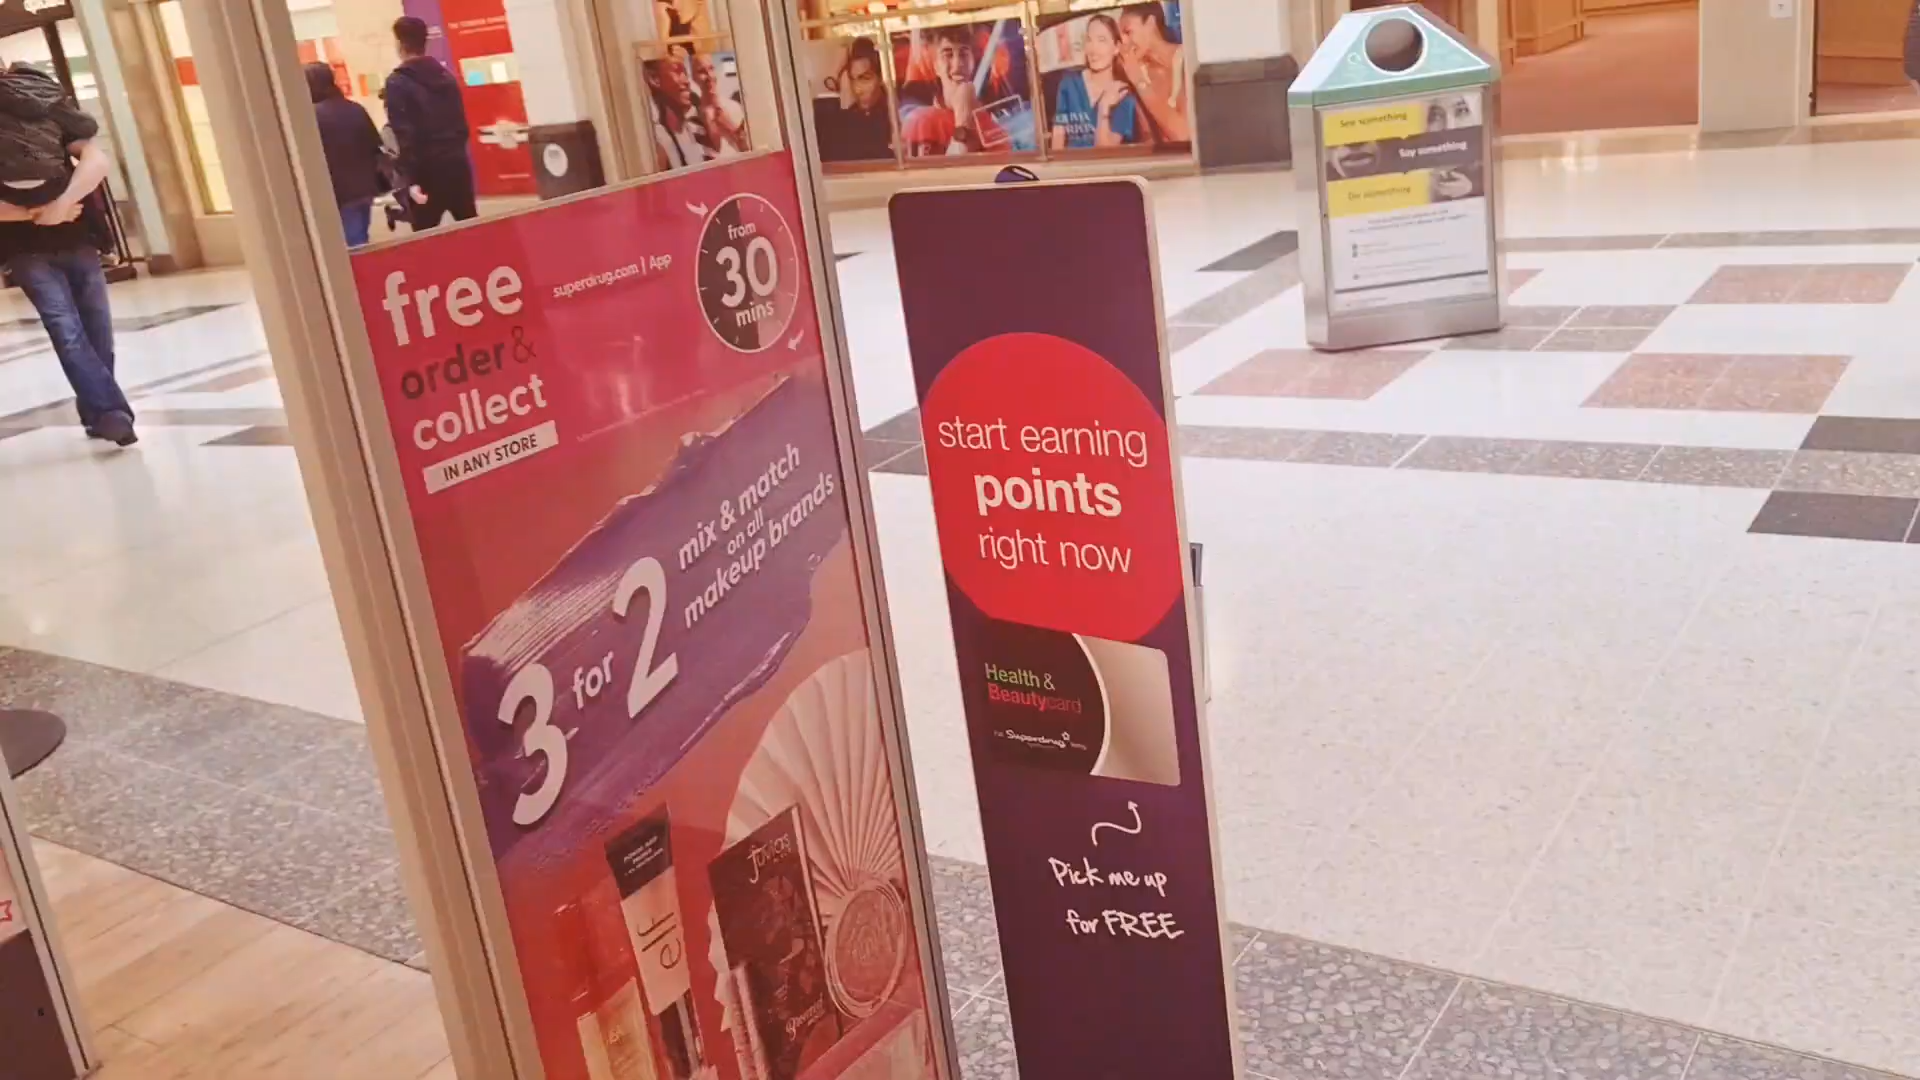 free
order &
collect
IN ANY STORE
superdrug.com | App
from
30
mins
3 for 2
mix & match
on all
makeup brands
elf
start earning
points
right now
Health &
Beautycard
Superdrug
Pick me up
for FREE
See something
Say something
Do something